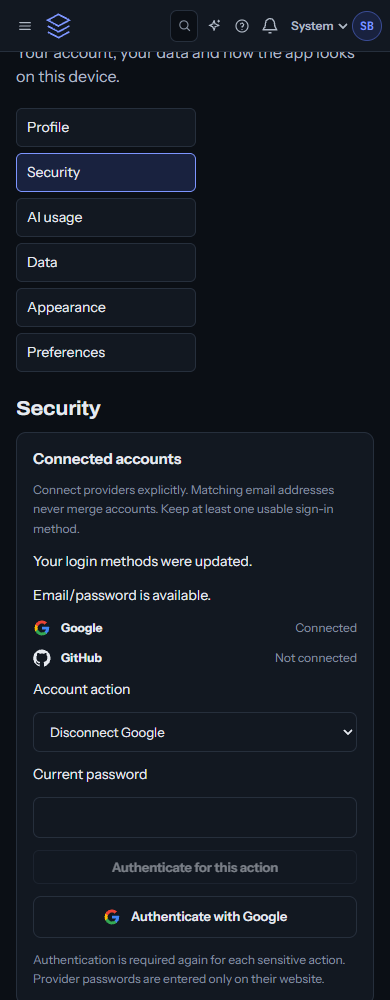 System
SB
Your account, your data and how the app looks
on this device.
Profile
Security
AI usage
Data
Appearance
Preferences
Security
Connected accounts
Connect providers explicitly. Matching email addresses
never merge accounts. Keep at least one usable sign-in
method.
Your login methods were updated.
Email/password is available.
Google Connected
GitHub Not connected
Account action
Disconnect Google
Current password
Authenticate for this action
Authenticate with Google
Authentication is required again for each sensitive action.
Provider passwords are entered only on their website.